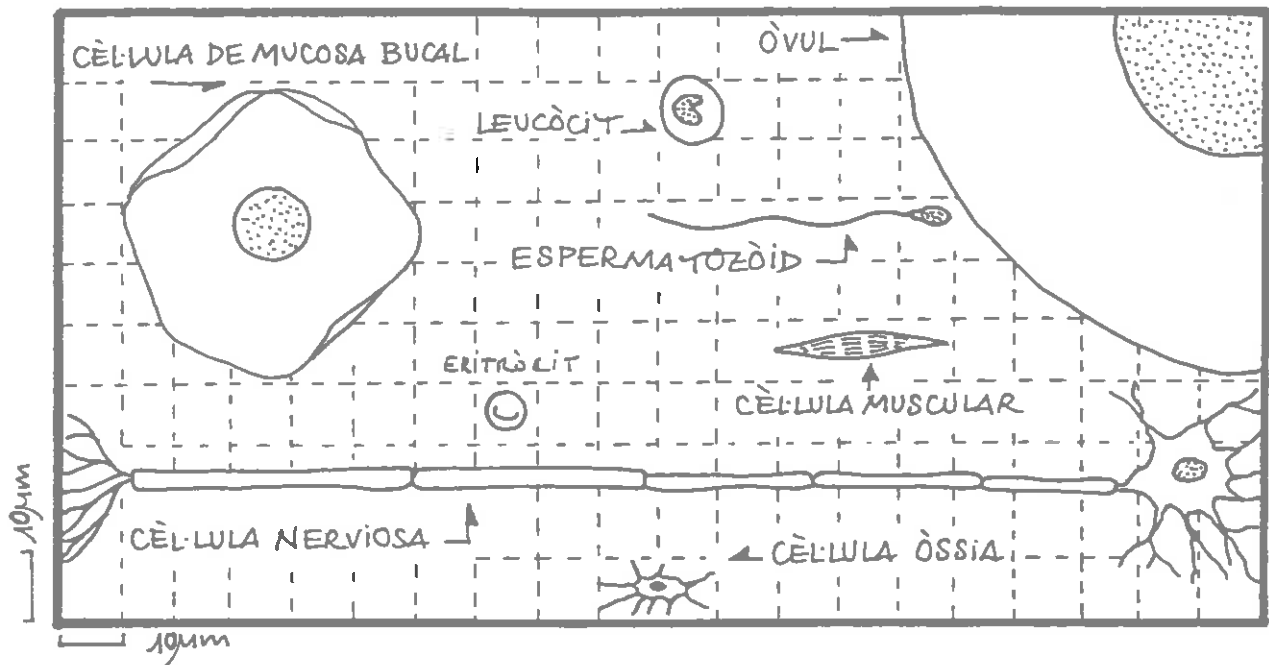 CÈL·LULA DE MUCOSA BUCAL
ÒVUL
LEUCÒCIT
ESPERMATOZÒID
ERITRÒCIT
CÈL·LULA MUSCULAR
CÈL·LULA NERVIOSA
CÈL·LULA ÒSSIA
10µm
10µm